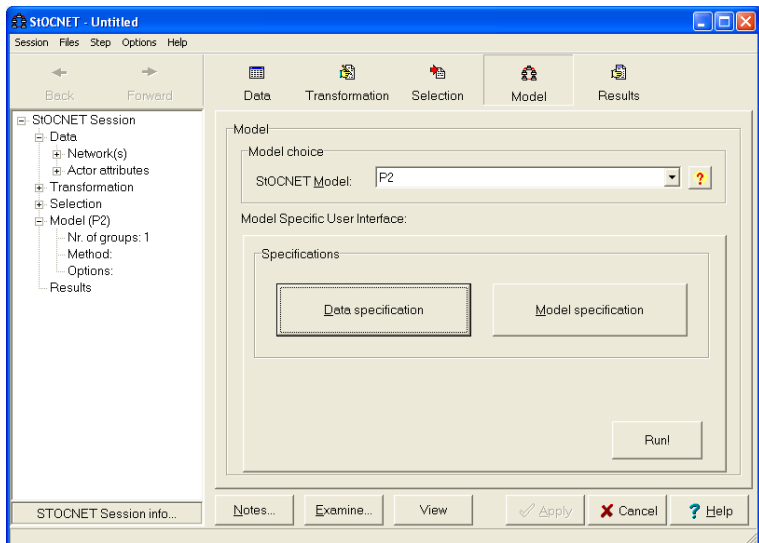 StOCNET - Untitled
Session Files Step Options Help
Back Forward Data Transformation Selection Model Results
StOCNET Session
Data
Network(s)
Actor attributes
Transformation
Selection
Model (P2)
Nr. of groups: 1
Method:
Options:
Results
STOCNET Session info...
Model
Model choice
StOCNET Model: P2 ?
Model Specific User Interface:
Specifications
Data specification Model specification
Run!
Notes... Examine... View Apply Cancel ? Help